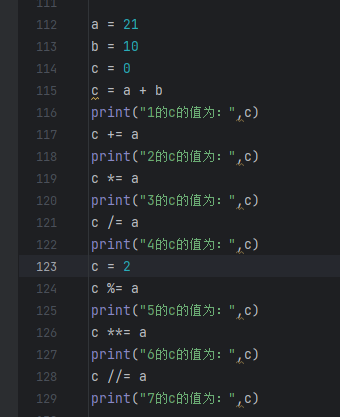 111
112 a = 21
113 b = 10
114 c = 0
115 c = a + b
116 print("1的c的值为：",c)
117 c += a
118 print("2的c的值为：",c)
119 c *= a
120 print("3的c的值为：",c)
121 c /= a
122 print("4的c的值为：",c)
123 c = 2
124 c %= a
125 print("5的c的值为：",c)
126 c **= a
127 print("6的c的值为：",c)
128 c //= a
129 print("7的c的值为：",c)